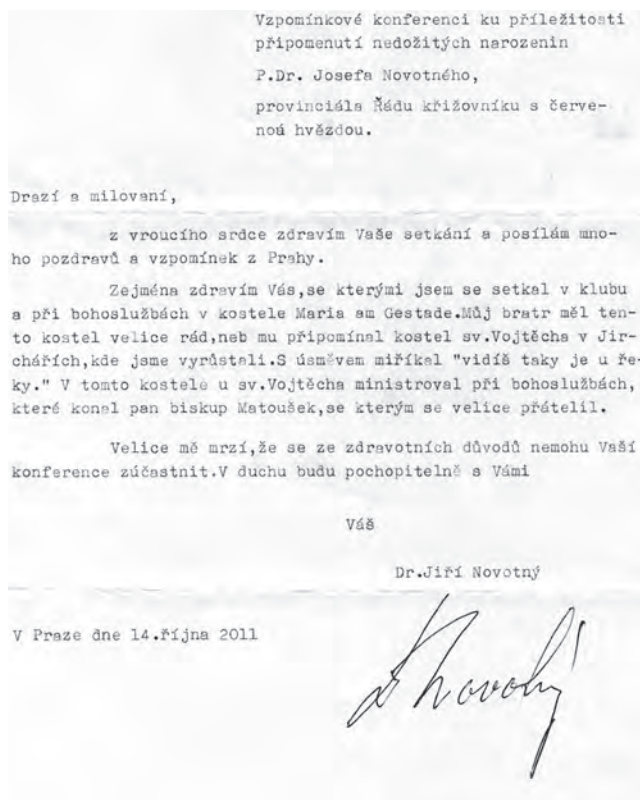 Vzpomínkové konferenci ku příležitosti
připomenutí nedožitých narozenin
P.Dr. Josefa Novotného,
provinciála Řádu křižovníku s červe-
noá hvězdou.
Drazí a milovaní,
z vroucího srdce zdravím Vaše setkání a posílám mno-
ho pozdravů a vzpomínek z Prahy.
Zejména zdravím Vás,se kterými jsem se setkal v klubu
a při bohoslužbách v kostele Maria am Gestade.Můj bratr měl ten-
to kostel velice rád,neb mu připomínal kostel sv.Vojtěcha v Jir-
chářích,kde jsme vyrůstali.S úsměvem miříkal "vidíš taky je u ře-
ky." V tomto kostele u sv.Vojtěcha ministroval při bohoslužbách,
které konal pan biskup Matoušek,se kterým se velice přátelil.
Velice mě mrzí,že se ze zdravotních důvodů nemohu Vaší
konference zúčastnit.V duchu budu pochopitelně s Vámi
Váš
Dr.Jiří Novotný
V Praze dne 14.října 2011
Novotný